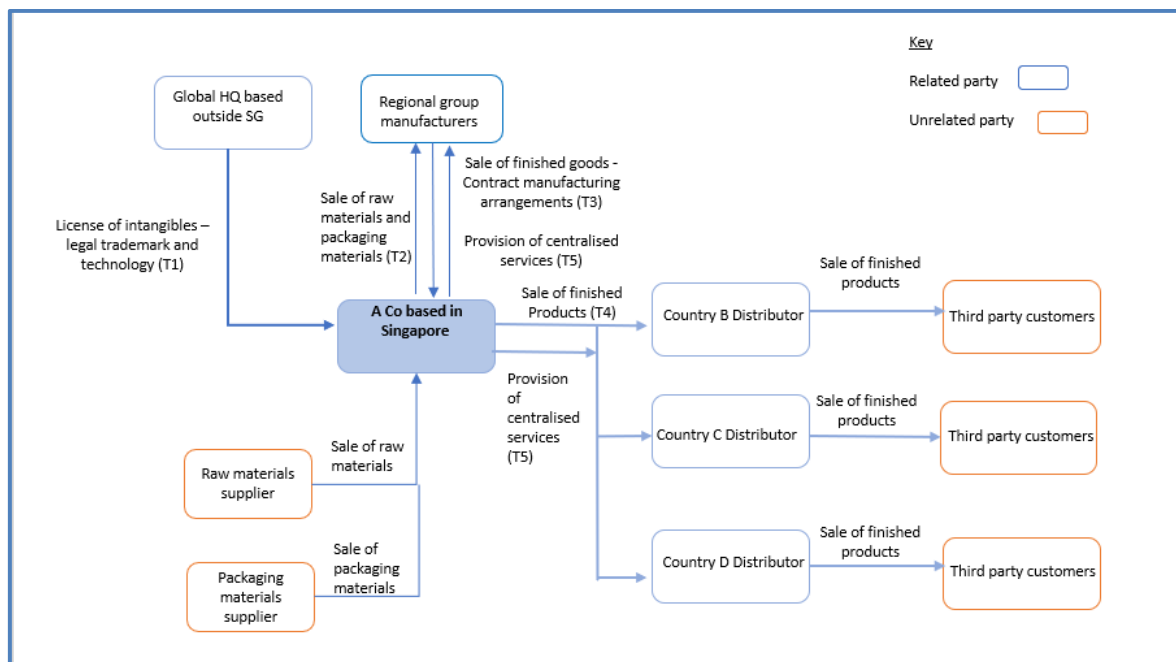 Key
Related party
Unrelated party
Global HQ based
outside SG
Regional group
manufacturers
Sale of finished goods -
Contract manufacturing
arrangements (T3)
Sale of raw
materials and
packaging
materials (T2)
License of intangibles –
legal trademark and
technology (T1)
Provision of centralised
services (T5)
A Co based in
Singapore
Sale of finished
Products (T4)
Country B Distributor
Sale of finished
products
Third party customers
Provision
of
centralised
services
(T5)
Country C Distributor
Sale of finished
products
Third party customers
Sale of raw
materials
Raw materials
supplier
Sale of
packaging
materials
Packaging
materials
supplier
Country D Distributor
Sale of finished
products
Third party customers